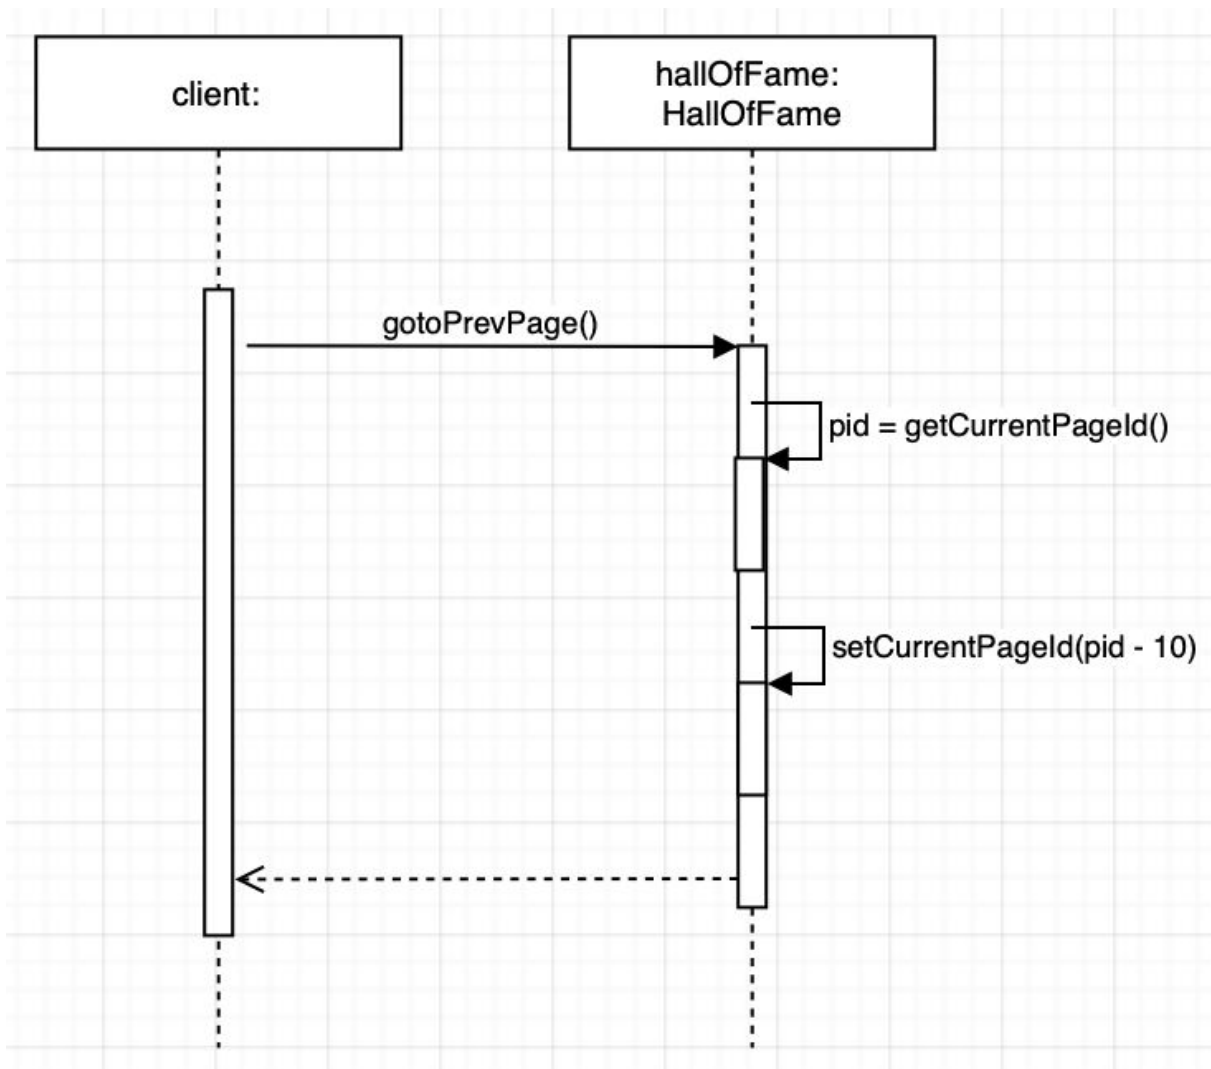 client:
hallOfFame:
HallOfFame
gotoPrevPage()
pid = getCurrentPageId()
setCurrentPageId(pid - 10)